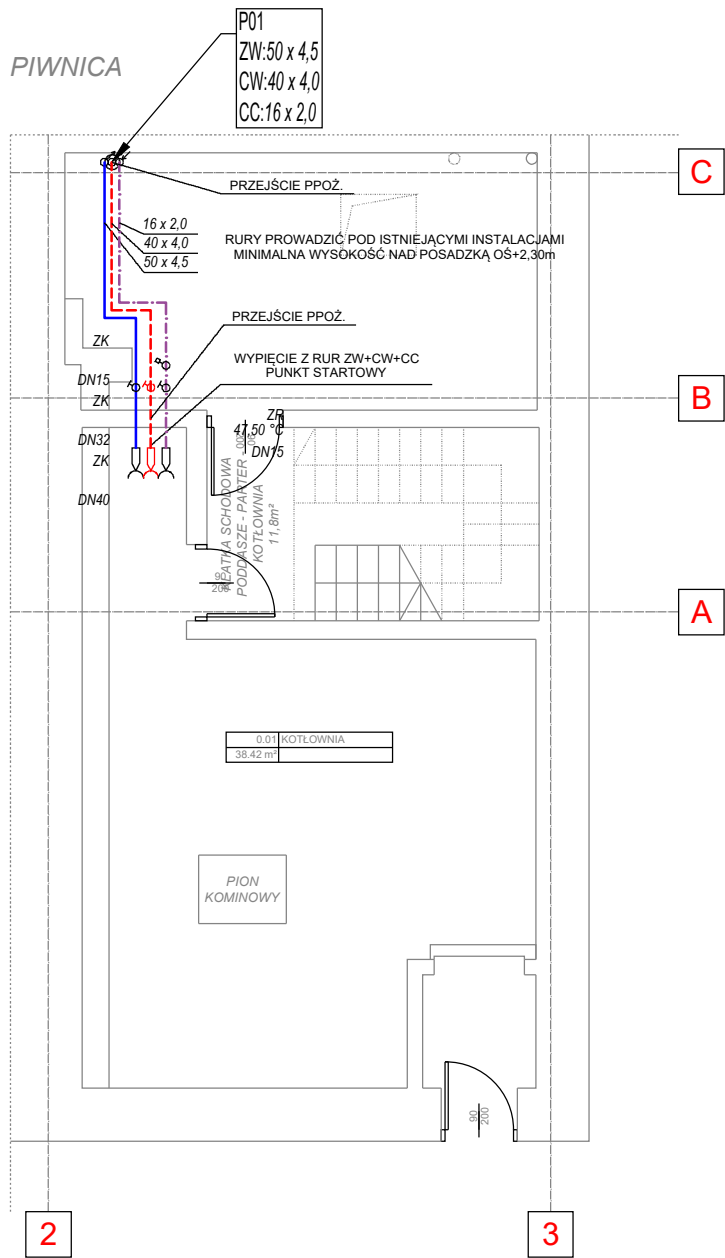 PIWNICA
P01
ZW:50 x 4,5
CW:40 x 4,0
CC:16 x 2,0
C
PRZEJŚCIE PPOŻ.
16 x 2,0
40 x 4,0
50 x 4,5
RURY PROWADZIĆ POD ISTNIEJĄCYMI INSTALACJAMI
MINIMALNA WYSOKOŚĆ NAD POSADZKĄ OŚ+2,30m
PRZEJŚCIE PPOŻ.
ZK
WYPIĘCIE Z RUR ZW+CW+CC
PUNKT STARTOWY
DN15
ZK
B
ZR
47,50 °C
DN15
DN32
ZK
DN40
KLATKA SCHODOWA
PODDASZE - PARTER -
KOTŁOWNIA
11,8m²
90
200
A
0.01 KOTŁOWNIA
38.42 m²
PION
KOMINOWY
90
200
2
3